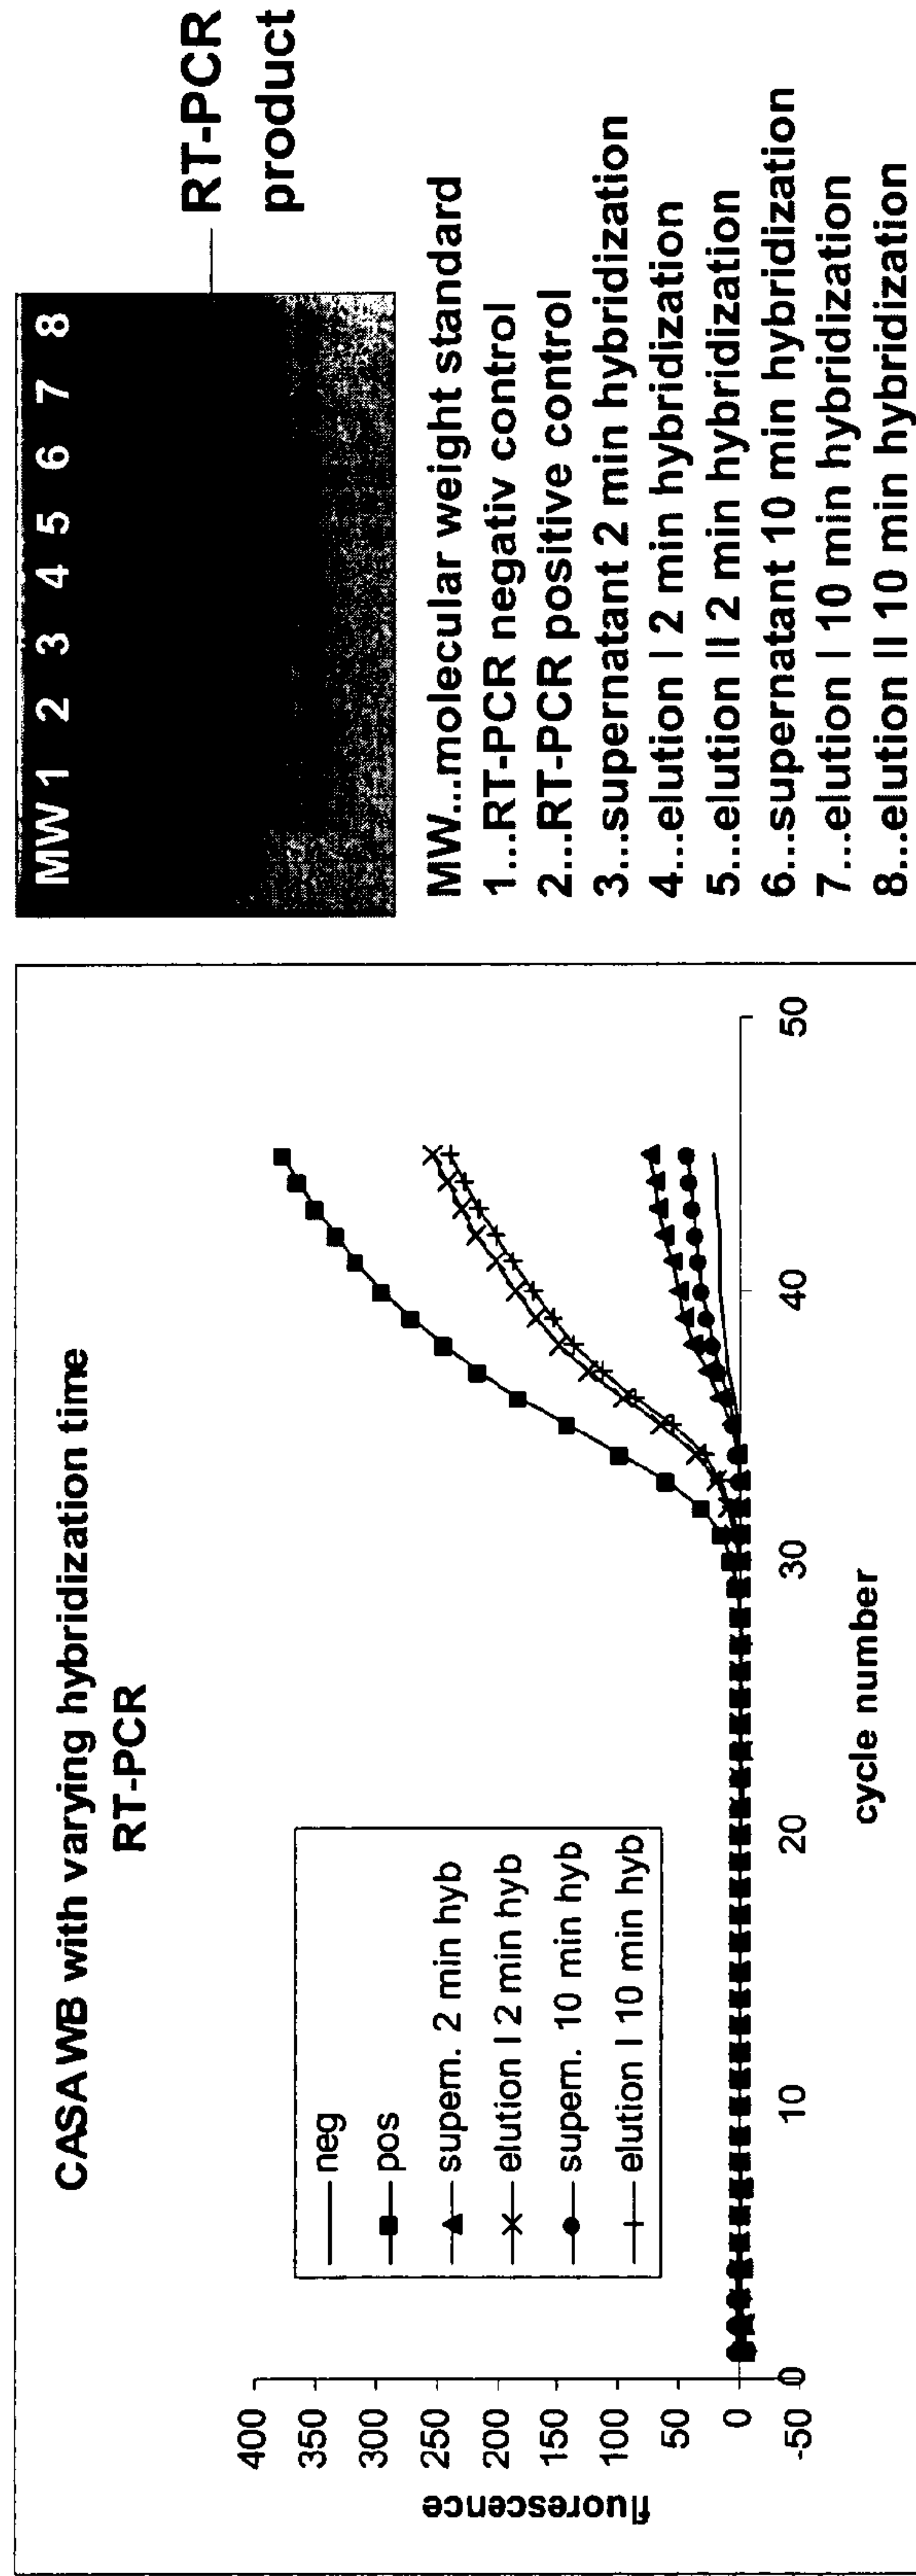 CASA WB with varying hybridization time
RT-PCR
400
350
300
250
200
150
100
50
0
-50
fluorescence
neg
pos
supern. 2 min hyb
elution I 2 min hyb
supern. 10 min hyb
elution I 10 min hyb
0
10
20
30
40
50
cycle number
MW 1 2 3 4 5 6 7 8
RT-PCR
product
MW...molecular weight standard
1...RT-PCR negativ control
2...RT-PCR positive control
3...supernatant 2 min hybridization
4...elution I 2 min hybridization
5...elution II 2 min hybridization
6...supernatant 10 min hybridization
7...elution I 10 min hybridization
8...elution II 10 min hybridization